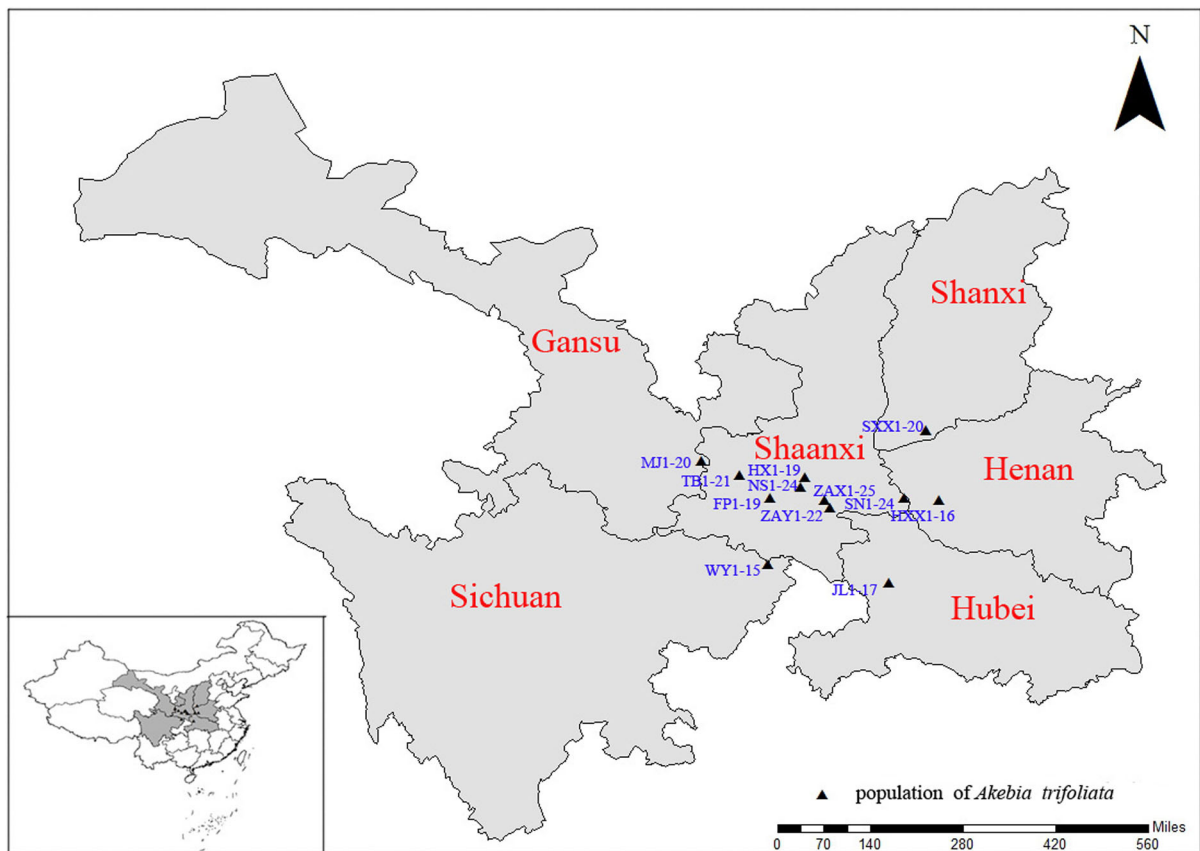 N
Shanxi
Gansu
SXX1-20
Shaanxi
MJ1-20
HX1-19
Henan
TB1-21
NS1-24
ZAX1-25
FP1-19
SN1-24
ZAY1-22
HXX1-16
WY1-15
JL1-17
Sichuan
Hubei
population of Akebia trifoliata
Miles
0 70 140 280 420 560